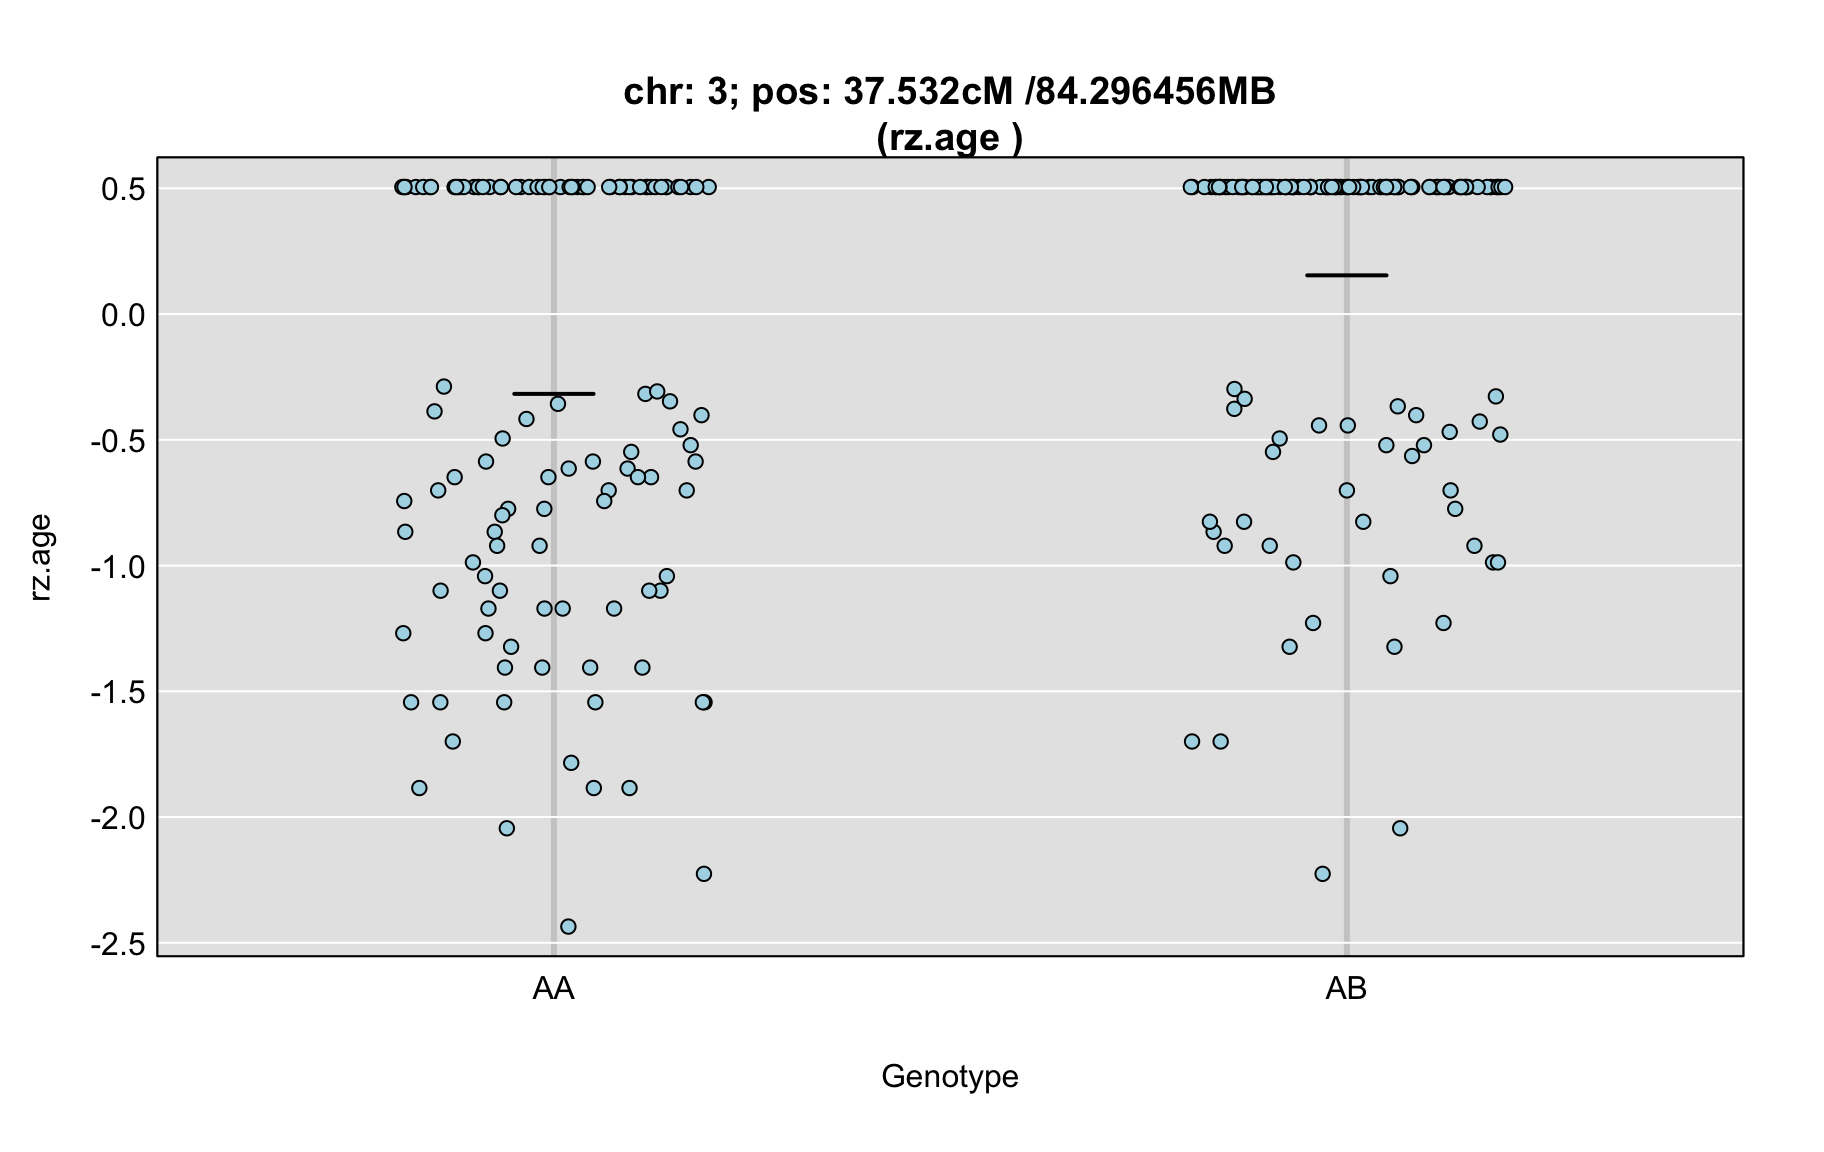 chr: 3; pos: 37.532cM /84.296456MB
(rz.age )
rz.age
0.5
0.0
-0.5
-1.0
-1.5
-2.0
-2.5
AA AB
Genotype